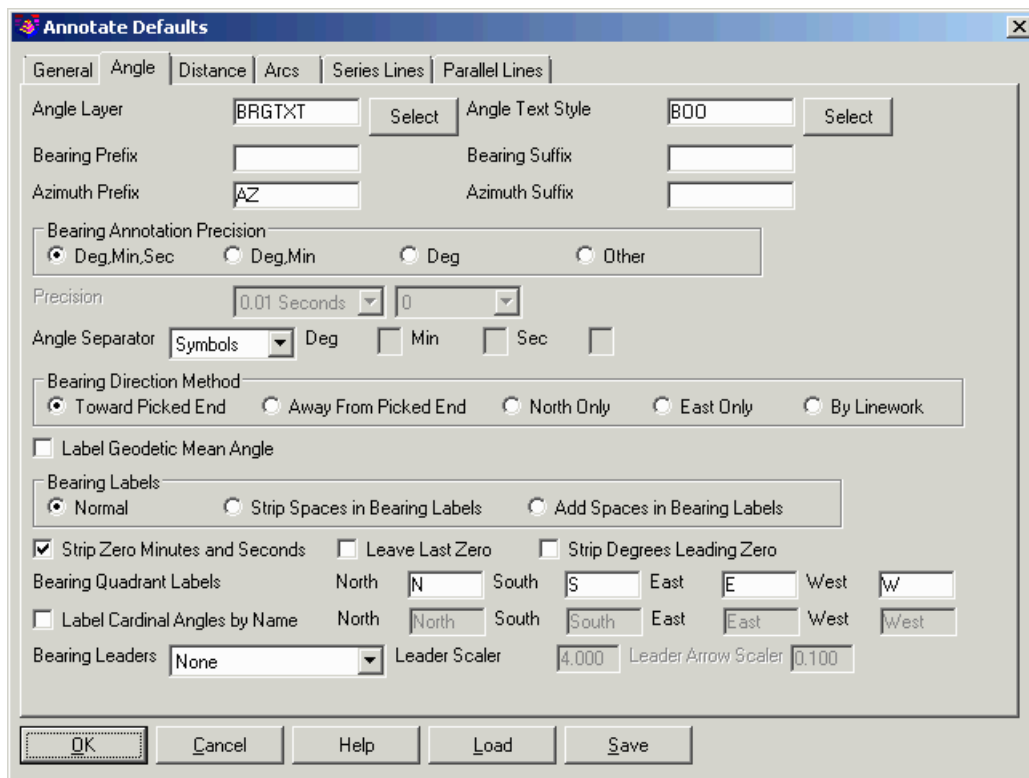 Annotate Defaults
General Angle Distance Arcs Series Lines Parallel Lines
Angle Layer BRGTXT Select Angle Text Style BOO Select
Bearing Prefix Bearing Suffix
Azimuth Prefix AZ Azimuth Suffix
Bearing Annotation Precision
Deg,Min,Sec Deg,Min Deg Other
Precision 0.01 Seconds 0
Angle Separator Symbols Deg Min Sec
Bearing Direction Method
Toward Picked End Away From Picked End North Only East Only By Linework
Label Geodetic Mean Angle
Bearing Labels
Normal Strip Spaces in Bearing Labels Add Spaces in Bearing Labels
Strip Zero Minutes and Seconds Leave Last Zero Strip Degrees Leading Zero
Bearing Quadrant Labels North N South S East E West W
Label Cardinal Angles by Name North North South South East East West West
Bearing Leaders None Leader Scaler 4.000 Leader Arrow Scaler 0.100
OK Cancel Help Load Save